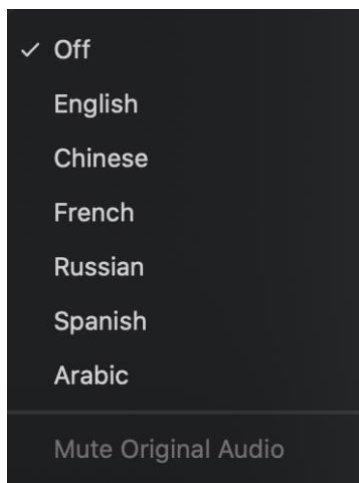 Off
English
Chinese
French
Russian
Spanish
Arabic
Mute Original Audio